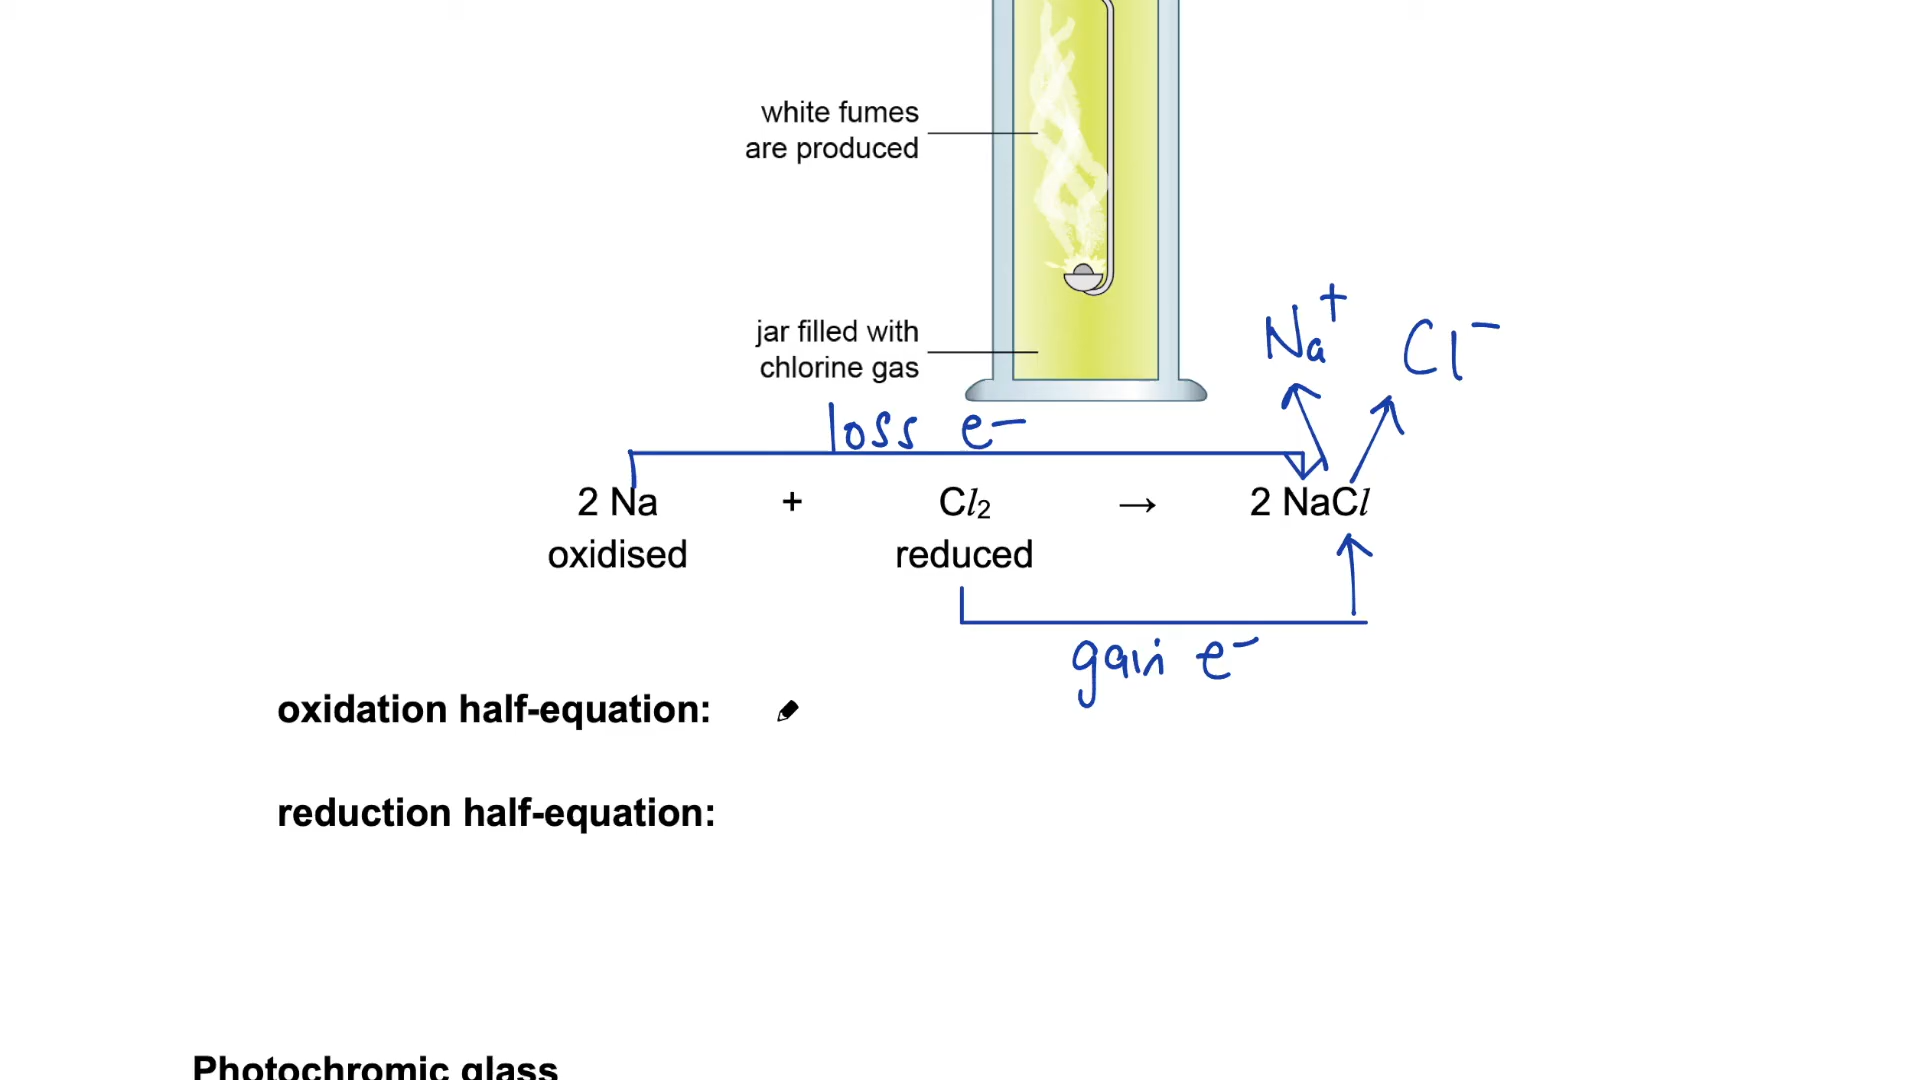 white fumes
are produced
jar filled with
chlorine gas
Na⁺ Cl⁻
loss e⁻
2 Na + Cl₂ → 2 NaCl
oxidised reduced
gain e⁻
oxidation half-equation:
reduction half-equation:
Photochromic glass